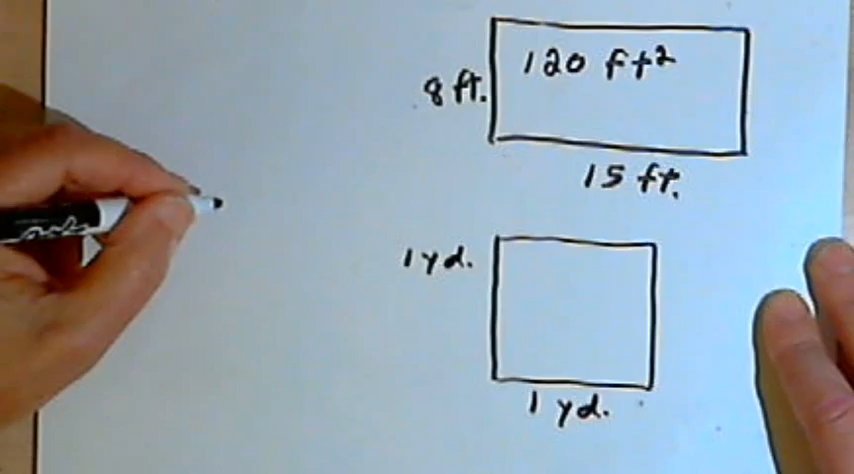 120 ft²
8 ft.
15 ft.
1 yd.
1 yd.